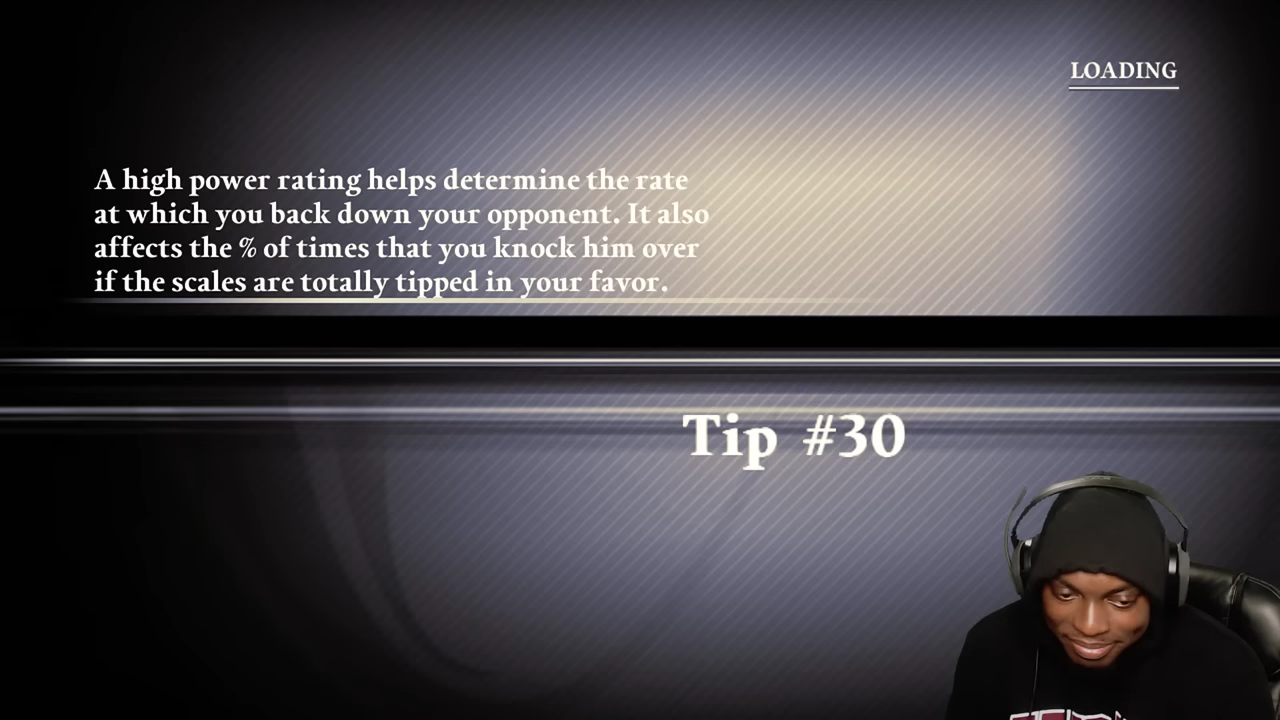 LOADING
A high power rating helps determine the rate
at which you back down your opponent. It also
affects the % of times that you knock him over
if the scales are totally tipped in your favor.
Tip #30